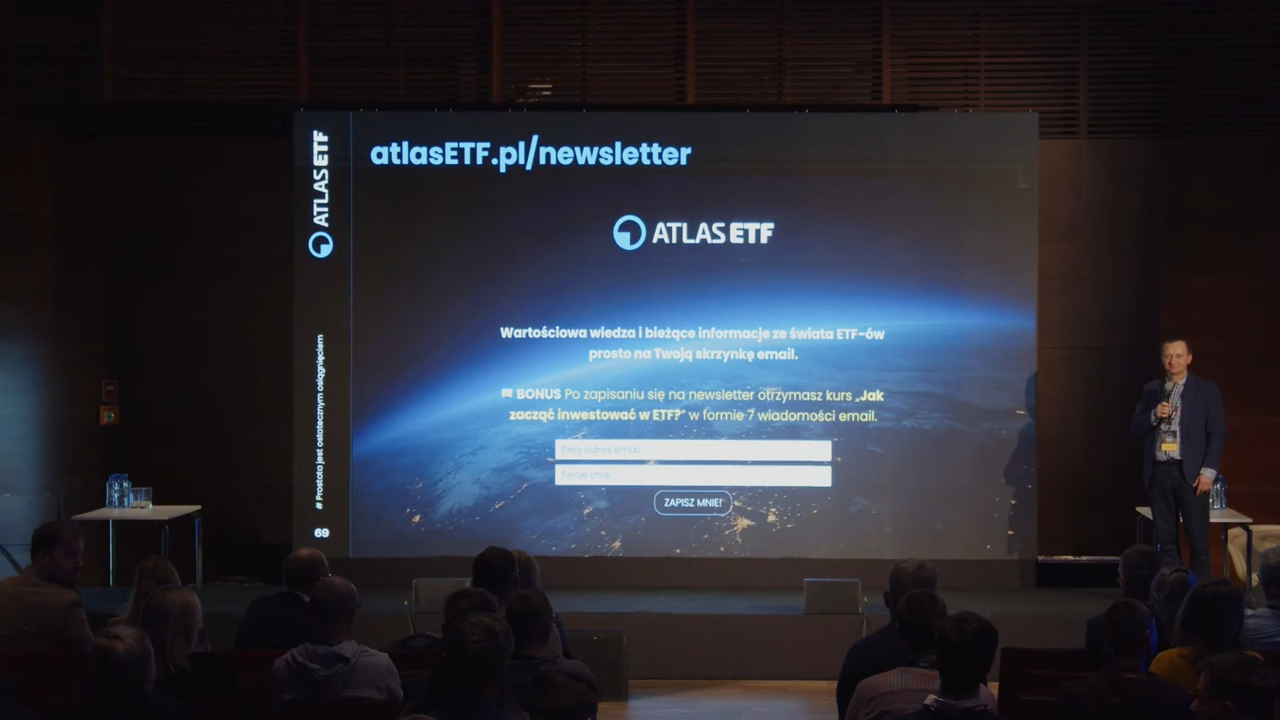 atlasETF.pl/newsletter
ATLAS ETF
ATLAS ETF
Wartościowa wiedza i bieżące informacje ze świata ETF-ów
prosto na Twoją skrzynkę email.
BONUS Po zapisaniu się na newsletter otrzymasz kurs „Jak
zacząć inwestować w ETF?" w formie 7 wiadomości email.
Twój adres email
Twoje imię
ZAPISZ MNIE!
# Prostota jest ostatecznym osiągnięciem
69